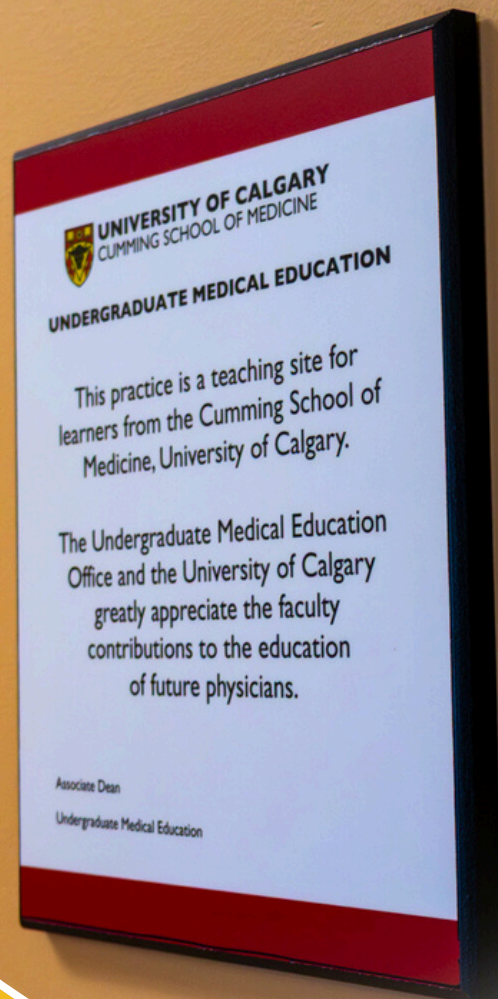 UNIVERSITY OF CALGARY
CUMMING SCHOOL OF MEDICINE
UNDERGRADUATE MEDICAL EDUCATION
This practice is a teaching site for
learners from the Cumming School of
Medicine, University of Calgary.
The Undergraduate Medical Education
Office and the University of Calgary
greatly appreciate the faculty
contributions to the education
of future physicians.
Associate Dean
Undergraduate Medical Education